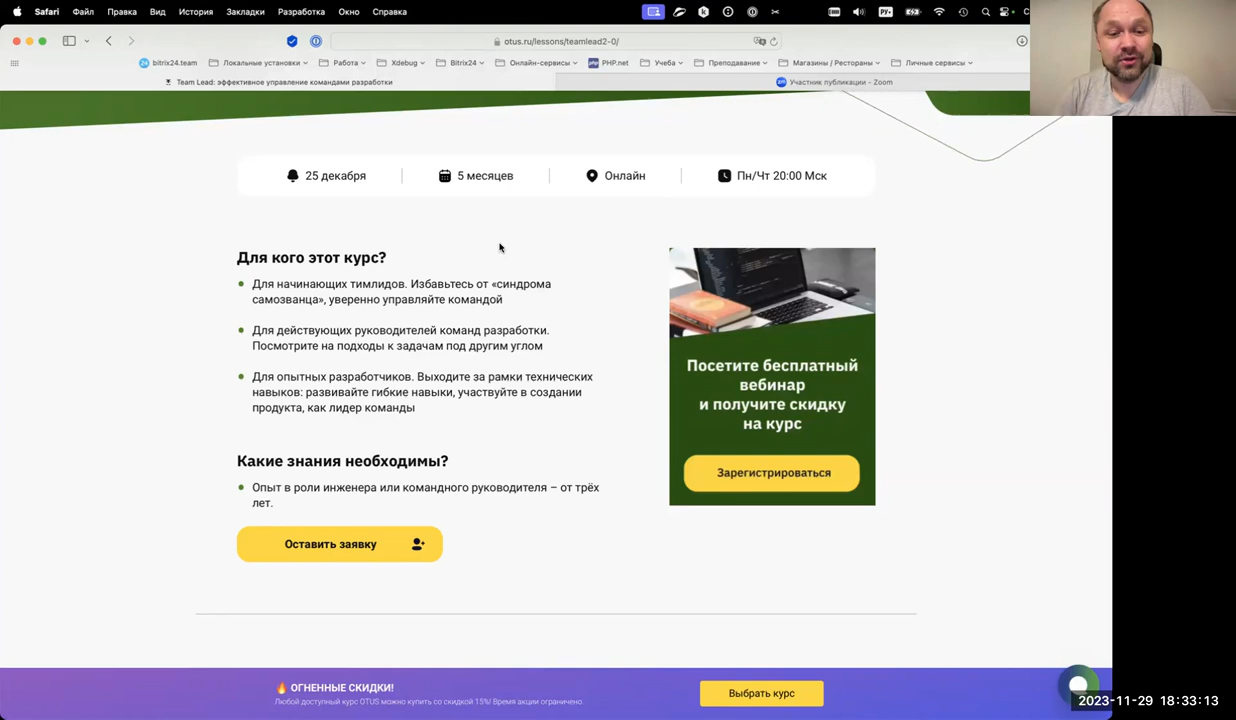 Safari Файл Правка Вид История Закладки Разработка Окно Справка
РУ
otus.ru/lessons/teamlead2-0/
bitrix24.team Локальные установки Работа Xdebug Bitrix24 Онлайн-сервисы PHP.net Учеба Преподавание Магазины / Рестораны Личные сервисы
Team Lead: эффективное управление командами разработки
Участник публикации - Zoom
25 декабря
5 месяцев
Онлайн
Пн/Чт 20:00 Мск
Для кого этот курс?
Для начинающих тимлидов. Избавьтесь от «синдрома
самозванца», уверенно управляйте командой
Для действующих руководителей команд разработки.
Посмотрите на подходы к задачам под другим углом
Для опытных разработчиков. Выходите за рамки технических
навыков: развивайте гибкие навыки, участвуйте в создании
продукта, как лидер команды
Какие знания необходимы?
Опыт в роли инженера или командного руководителя – от трёх
лет.
Оставить заявку
Посетите бесплатный
вебинар
и получите скидку
на курс
Зарегистрироваться
ОГНЕННЫЕ СКИДКИ!
Любой доступный курс OTUS можно купить со скидкой 15%! Время акции ограничено.
Выбрать курс
2023-11-29 18:33:13